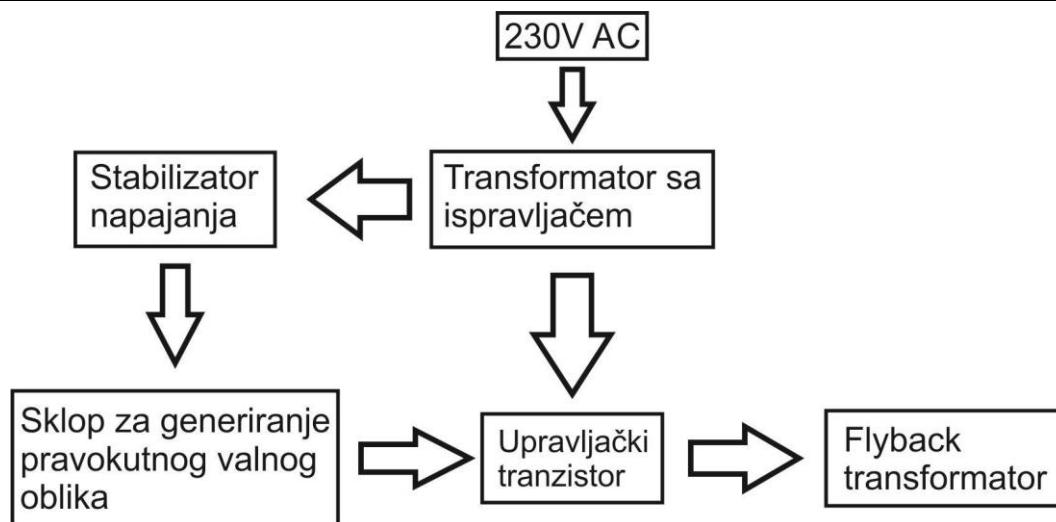 230V AC
Stabilizator
napajanja
Transformator sa
ispravljačem
Sklop za generiranje
pravokutnog valnog
oblika
Upravljački
tranzistor
Flyback
transformator